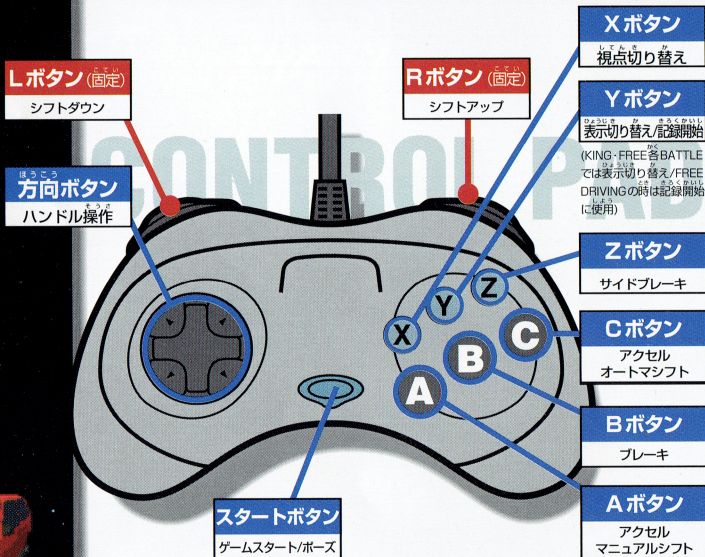 CONTROL PAD
Lボタン(固定)
シフトダウン
Rボタン(固定)
シフトアップ
方向ボタン
ハンドル操作
スタートボタン
ゲームスタート/ポーズ
Xボタン
視点切り替え
Yボタン
表示切り替え/記録開始
(KING・FREE各BATTLE
では表示切り替え/FREE
DRIVINGの時は記録開始
に使用)
Zボタン
サイドブレーキ
Cボタン
アクセル
オートマシフト
Bボタン
ブレーキ
Aボタン
アクセル
マニュアルシフト
X
Y
Z
A
B
C